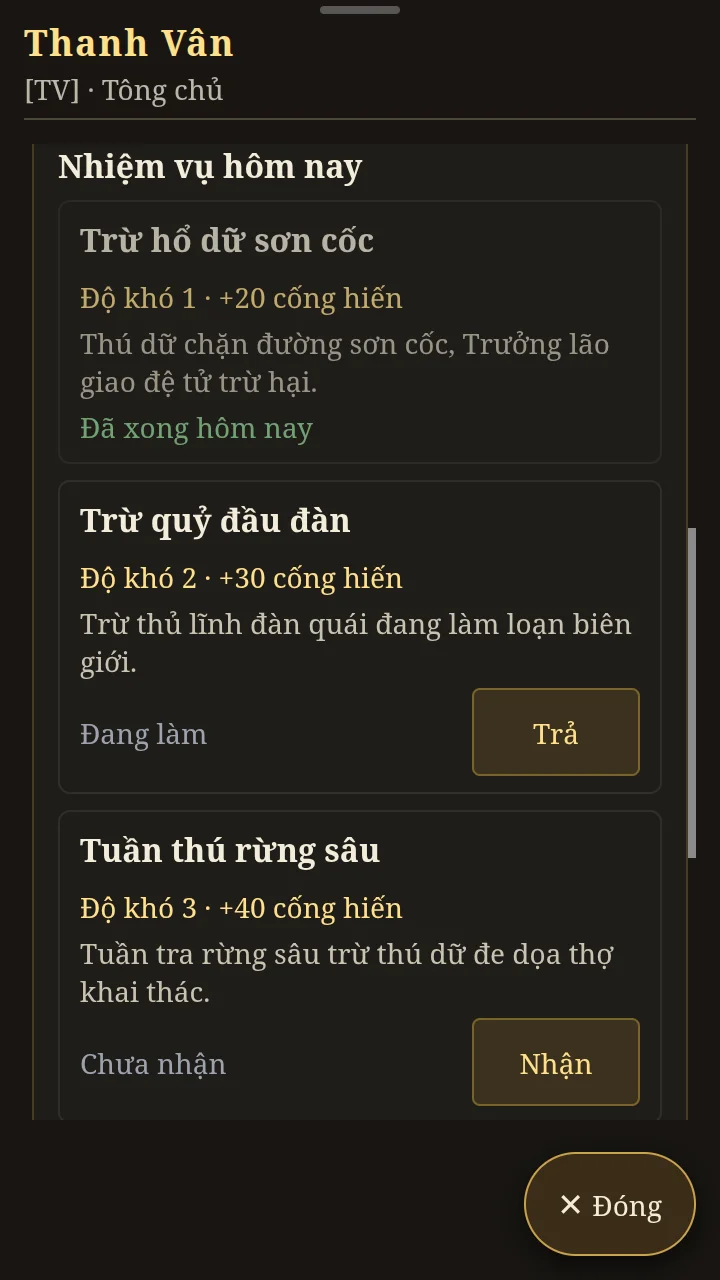 Thanh Vân
[TV] · Tông chủ
Nhiệm vụ hôm nay
Trừ hổ dữ sơn cốc
Độ khó 1 · +20 cống hiến
Thú dữ chặn đường sơn cốc, Trưởng lão
giao đệ tử trừ hại.
Đã xong hôm nay
Trừ quỷ đầu đàn
Độ khó 2 · +30 cống hiến
Trừ thủ lĩnh đàn quái đang làm loạn biên
giới.
Đang làm
Trả
Tuần thú rừng sâu
Độ khó 3 · +40 cống hiến
Tuần tra rừng sâu trừ thú dữ đe dọa thợ
khai thác.
Chưa nhận
Nhận
✕ Đóng